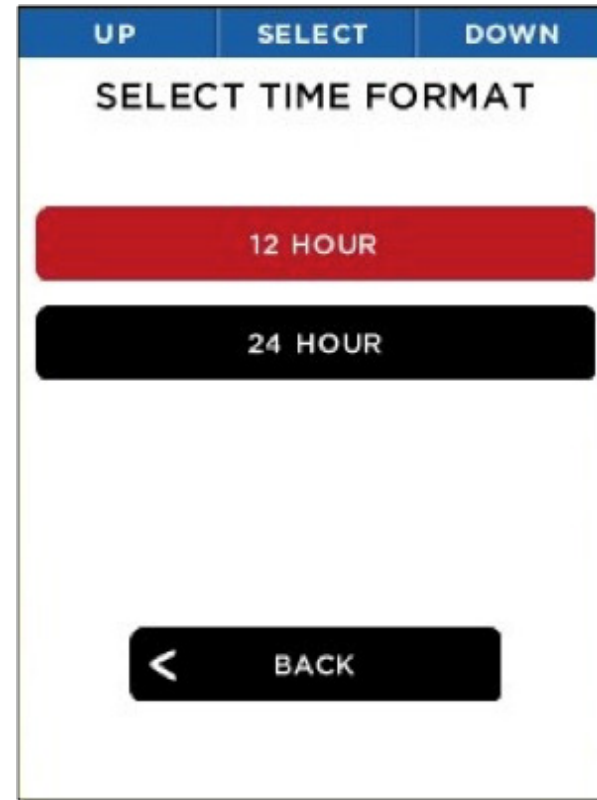 UP SELECT DOWN
SELECT TIME FORMAT
12 HOUR
24 HOUR
< BACK